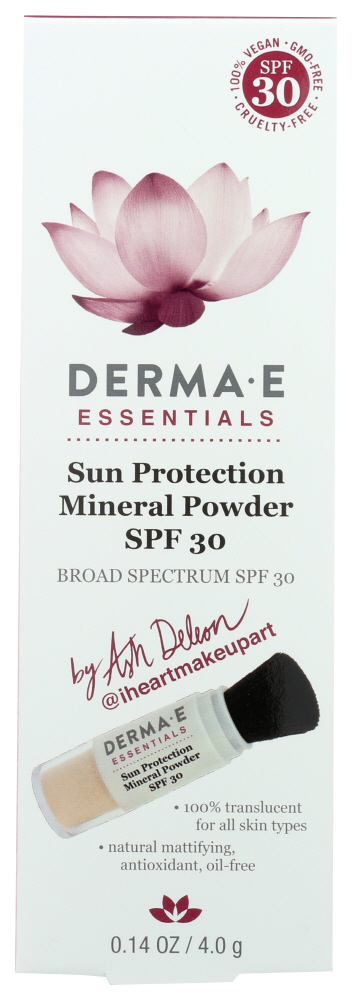 100% VEGAN · GMO-FREE · CRUELTY-FREE ·
SPF
30
DERMA·E
ESSENTIALS
Sun Protection
Mineral Powder
SPF 30
BROAD SPECTRUM SPF 30
by Ash Deleon
@iheartmakeupart
DERMA·E
ESSENTIALS
Sun Protection
Mineral Powder
SPF 30
• 100% translucent
for all skin types
• natural mattifying,
antioxidant, oil-free
0.14 OZ / 4.0 g